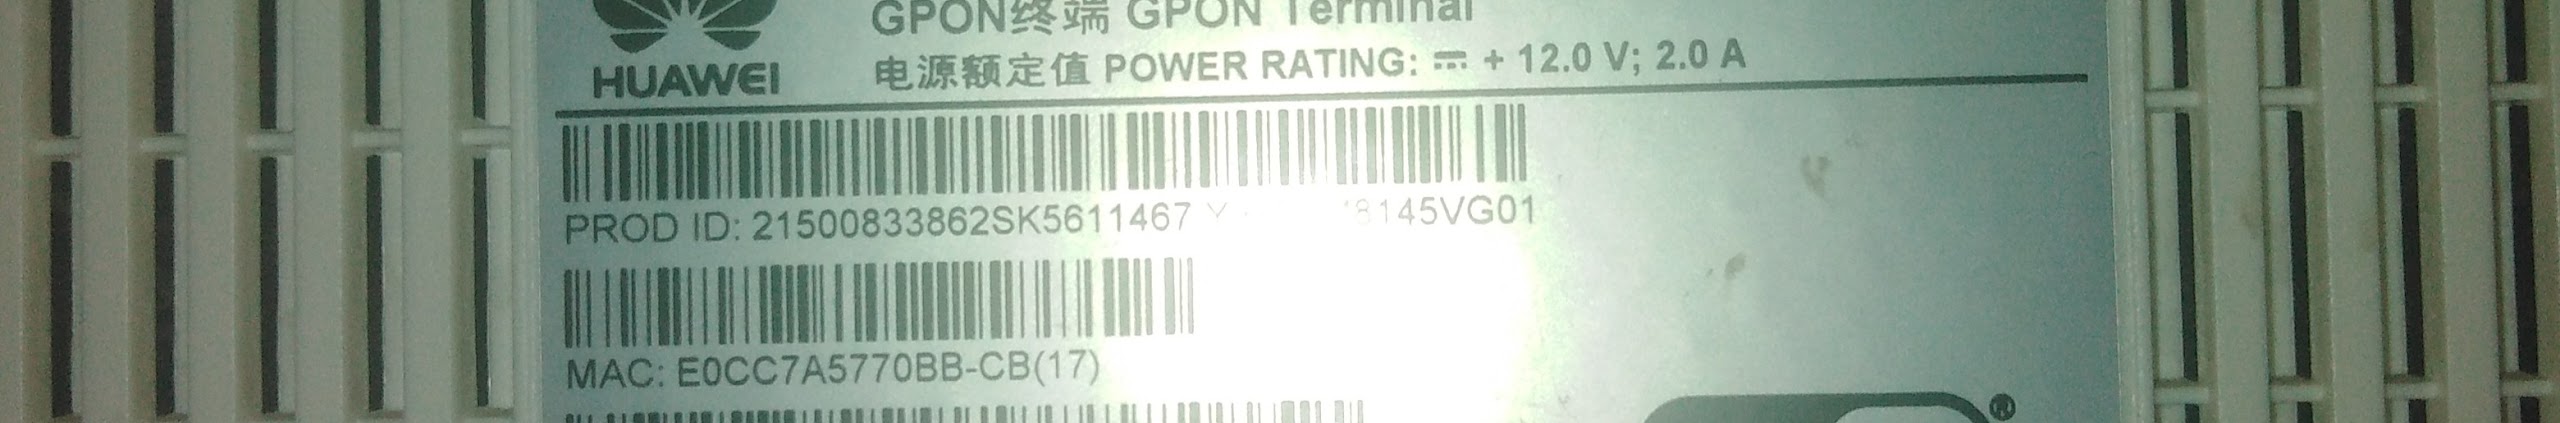 GPON终端 GPON Terminal
HUAWEI
电源额定值 POWER RATING: ⎓ + 12.0 V; 2.0 A
PROD ID: 21500833862SK5611467 8145VG01
MAC: E0CC7A5770BB-CB(17)
®